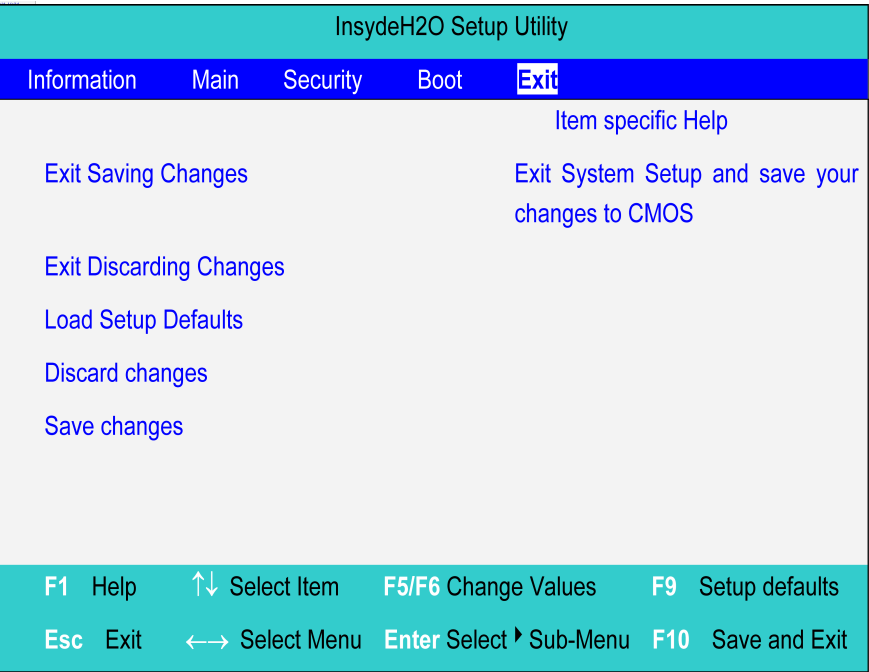 InsydeH2O Setup Utility
Information Main Security Boot Exit
Item specific Help
Exit Saving Changes
Exit System Setup and save your
changes to CMOS
Exit Discarding Changes
Load Setup Defaults
Discard changes
Save changes
F1 Help ↑↓ Select Item F5/F6 Change Values F9 Setup defaults
Esc Exit ←→ Select Menu Enter Select ▸ Sub-Menu F10 Save and Exit